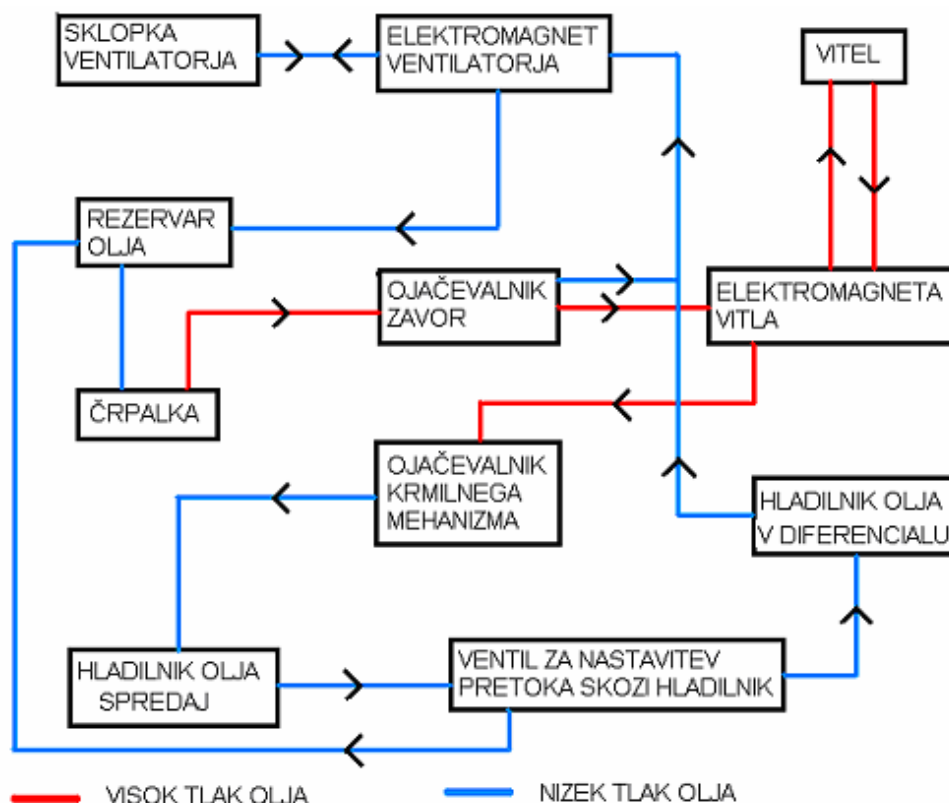 SKLOPKA
VENTILATORJA
ELEKTROMAGNET
VENTILATORJA
VITEL
REZERVAR
OLJA
OJAČEVALNIK
ZAVOR
ELEKTROMAGNETA
VITLA
ČRPALKA
OJAČEVALNIK
KRMILNEGA
MEHANIZMA
HLADILNIK OLJA
V DIFERENCIALU
HLADILNIK OLJA
SPREDAJ
VENTIL ZA NASTAVITEV
PRETOKA SKOZI HLADILNIK
VISOK TLAK OLJA
NIZEK TLAK OLJA